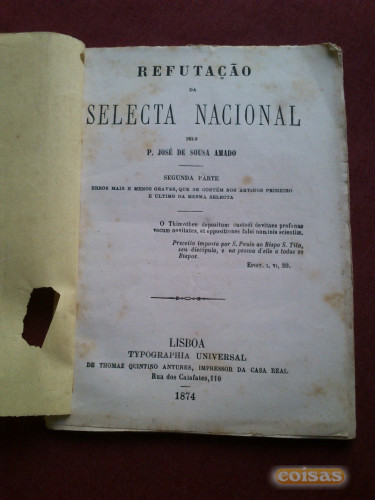 REFUTAÇÃO
DA
SELECTA NACIONAL
PELO
P. JOSÉ DE SOUSA AMADO
SEGUNDA PARTE
ERROS MAIS E MENOS GRAVES, QUE SE CONTÉM NOS ARTIGOS PRIMEIRO
E ULTIMO DA MESMA SELECTA
O Thimothee depositum custodi devitans profanas
vocum novitates, et oppositiones falsi nominis scientiæ.
Preceito imposto por S. Paulo ao Bispo S. Tito,
seu discipulo, e na pessoa d'elle a todos os
Bispos.
EPIST. I, VI, 20.
LISBOA
TYPOGRAPHIA UNIVERSAL
DE THOMAZ QUINTINO ANTUNES, IMPRESSOR DA CASA REAL
Rua dos Calafates, 110
1874
coisas